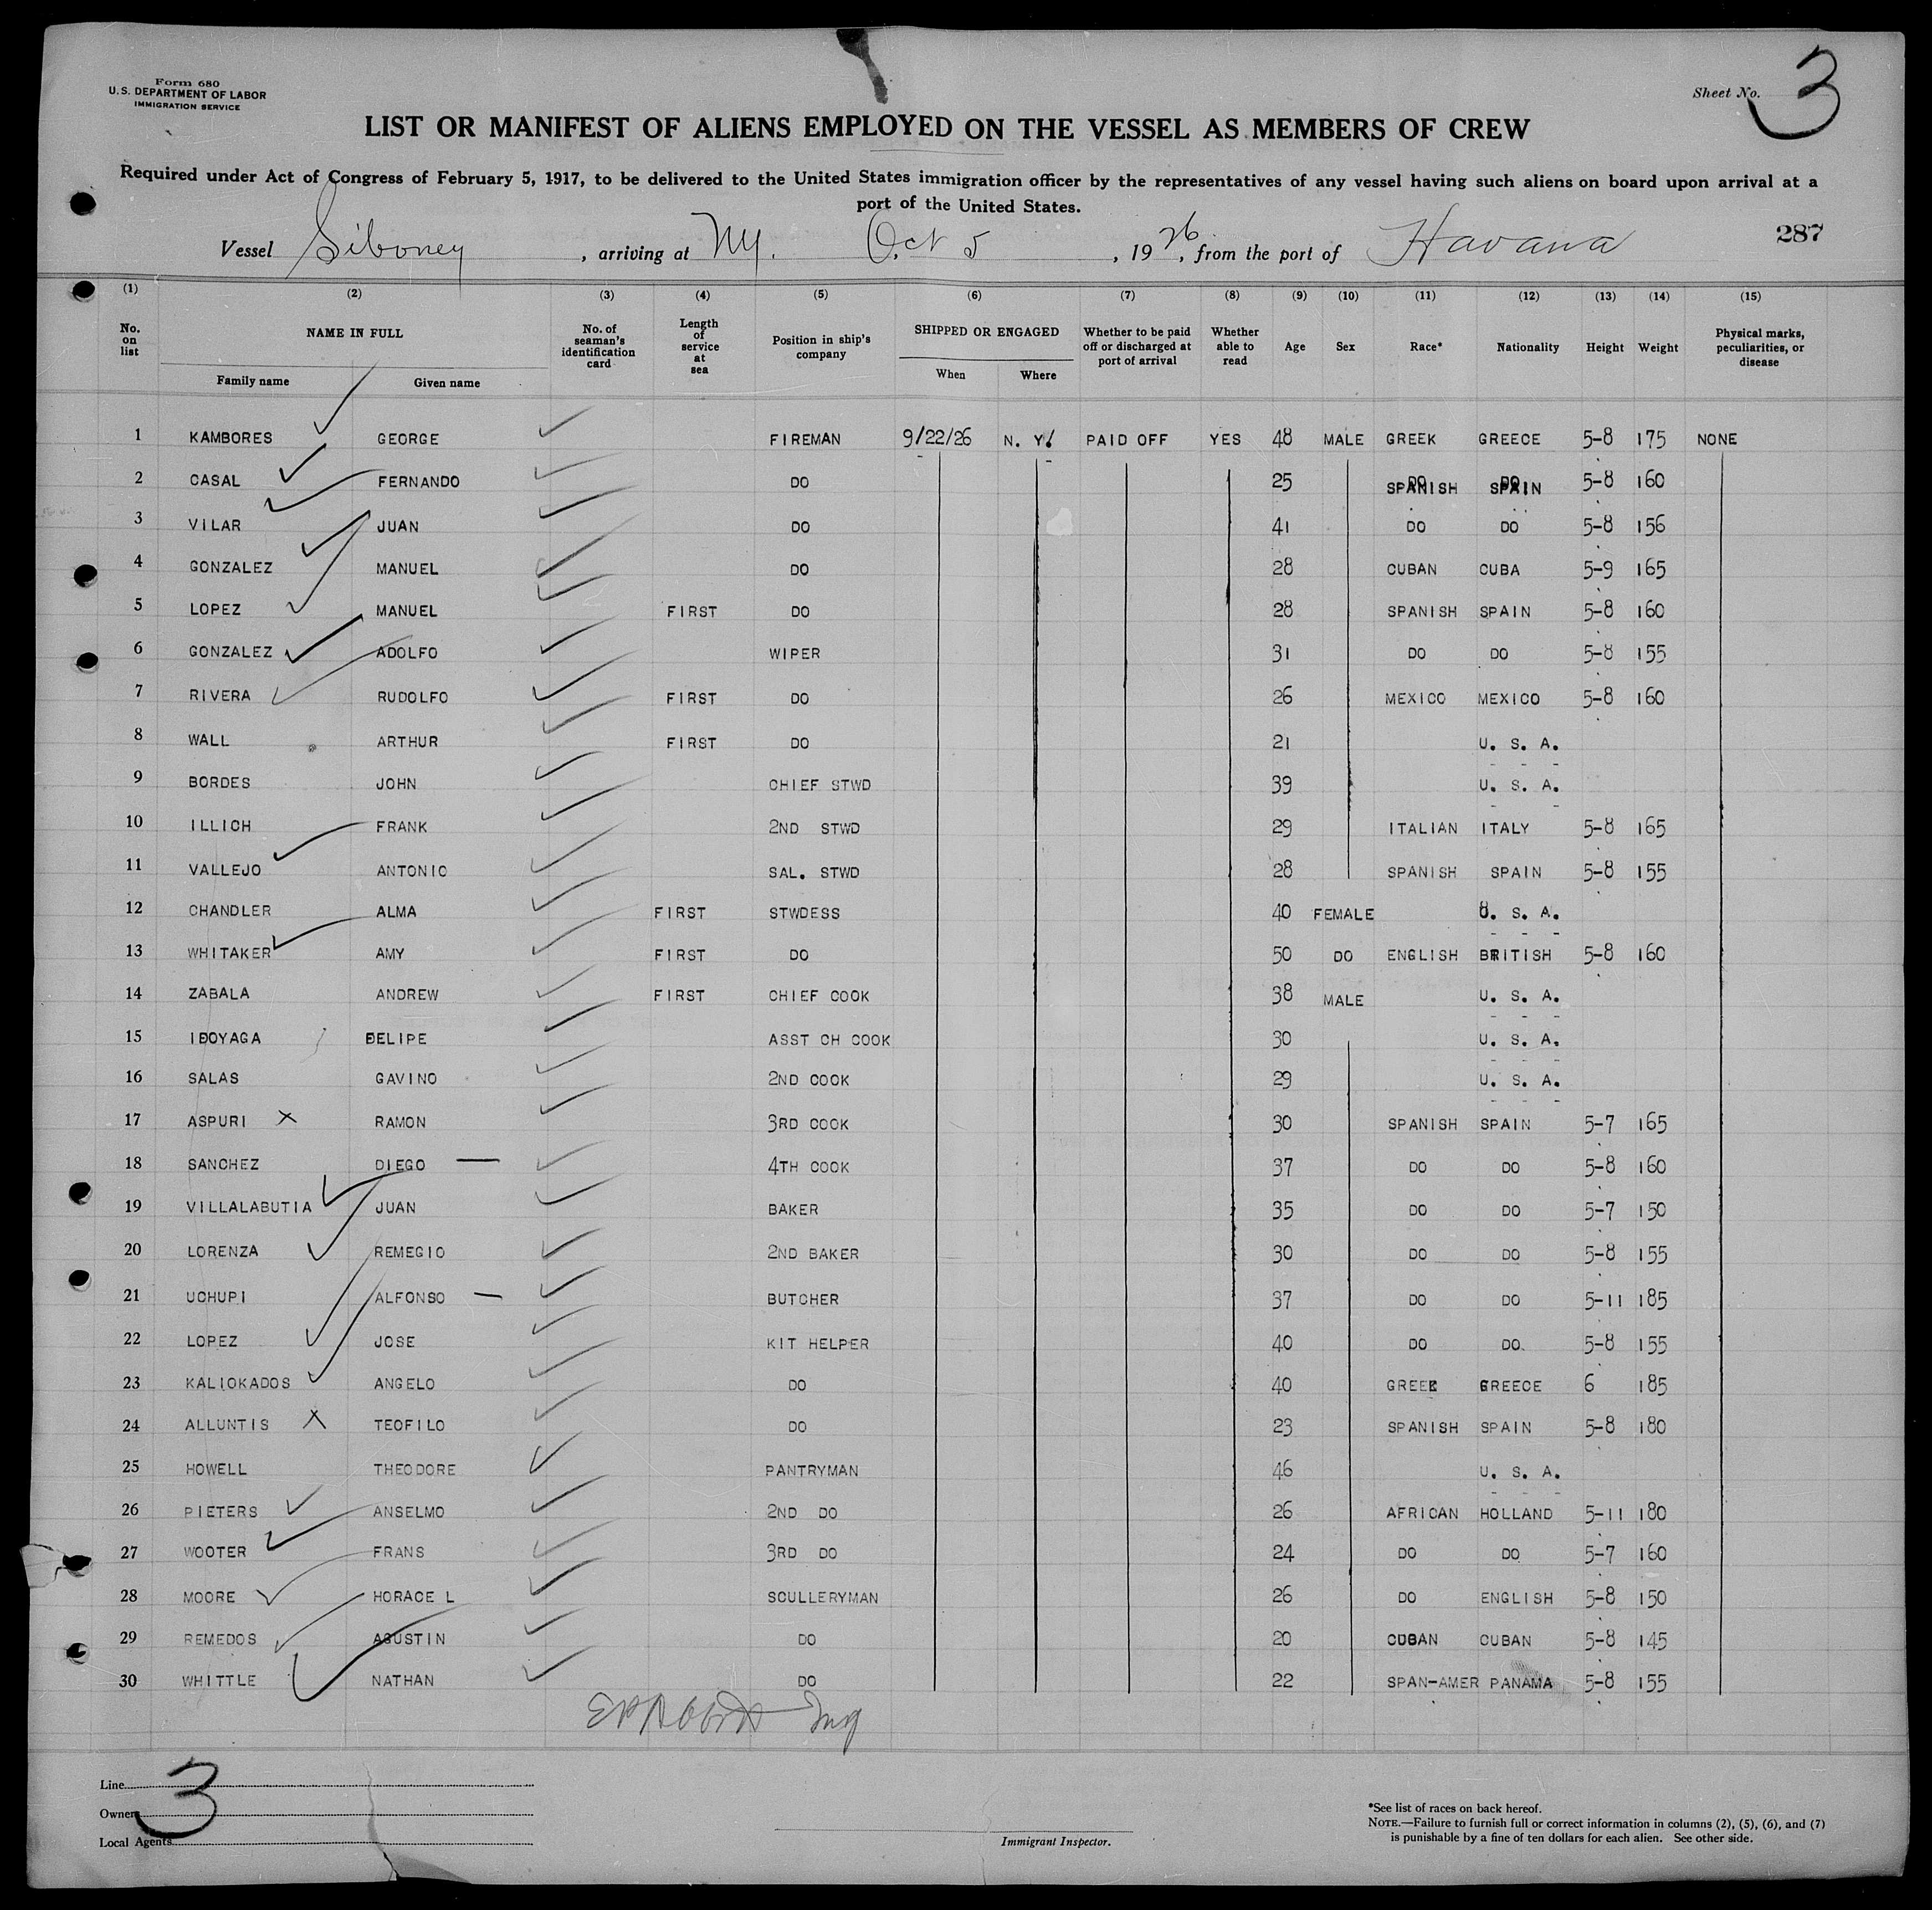 Form 680
U.S. DEPARTMENT OF LABOR
IMMIGRATION SERVICE
Sheet No. 3
LIST OR MANIFEST OF ALIENS EMPLOYED ON THE VESSEL AS MEMBERS OF CREW
Required under Act of Congress of February 5, 1917, to be delivered to the United States immigration officer by the representatives of any vessel having such aliens on board upon arrival at a
port of the United States.
287
Vessel Siboney , arriving at NY. Oct 5 , 1926, from the port of Havana
(1) (2) (3) (4) (5) (6) (7) (8) (9) (10) (11) (12) (13) (14) (15)
No. on list NAME IN FULL Family name Given name No. of seaman's identification card Length of service at sea Position in ship's company SHIPPED OR ENGAGED When Where Whether to be paid off or discharged at port of arrival Whether able to read Age Sex Race* Nationality Height Weight Physical marks, peculiarities, or disease
1 KAMBORES GEORGE FIREMAN 9/22/26 N. Y. PAID OFF YES 48 MALE GREEK GREECE 5-8 175 NONE
2 CASAL FERNANDO DO 25 SPANISH SPAIN 5-8 160
3 VILAR JUAN DO 41 DO DO 5-8 156
4 GONZALEZ MANUEL DO 28 CUBAN CUBA 5-9 165
5 LOPEZ MANUEL FIRST DO 28 SPANISH SPAIN 5-8 160
6 GONZALEZ ADOLFO WIPER 31 DO DO 5-8 155
7 RIVERA RUDOLFO FIRST DO 26 MEXICO MEXICO 5-8 160
8 WALL ARTHUR FIRST DO 21 U. S. A.
9 BORDES JOHN CHIEF STWD 39 U. S. A.
10 ILLICH FRANK 2ND STWD 29 ITALIAN ITALY 5-8 165
11 VALLEJO ANTONIO SAL. STWD 28 SPANISH SPAIN 5-8 155
12 CHANDLER ALMA FIRST STWDESS 40 FEMALE U. S. A.
13 WHITAKER AMY FIRST DO 50 DO ENGLISH BRITISH 5-8 160
14 ZABALA ANDREW FIRST CHIEF COOK 38 MALE U. S. A.
15 IDOYAGA DELIPE ASST CH COOK 30 U. S. A.
16 SALAS GAVINO 2ND COOK 29 U. S. A.
17 ASPURI X RAMON 3RD COOK 30 SPANISH SPAIN 5-7 165
18 SANCHEZ DIEGO — 4TH COOK 37 DO DO 5-8 160
19 VILLALABUTIA JUAN BAKER 35 DO DO 5-7 150
20 LORENZA REMEGIO 2ND BAKER 30 DO DO 5-8 155
21 UCHUPI ALFONSO — BUTCHER 37 DO DO 5-11 185
22 LOPEZ JOSE KIT HELPER 40 DO DO 5-8 155
23 KALIOKADOS ANGELO DO 40 GREEK GREECE 6 185
24 ALLUNTIS X TEOFILO DO 23 SPANISH SPAIN 5-8 180
25 HOWELL THEODORE PANTRYMAN 46 U. S. A.
26 PIETERS ANSELMO 2ND DO 26 AFRICAN HOLLAND 5-11 180
27 WOOTER FRANS 3RD DO 24 DO DO 5-7 160
28 MOORE HORACE L SCULLERYMAN 26 DO ENGLISH 5-8 150
29 REMEDOS AGUSTIN DO 20 CUBAN CUBAN 5-8 145
30 WHITTLE NATHAN DO 22 SPAN-AMER PANAMA 5-8 155
Line
3
Owner
Local Agents
Immigrant Inspector.
*See list of races on back hereof.
NOTE.—Failure to furnish full or correct information in columns (2), (5), (6), and (7)
is punishable by a fine of ten dollars for each alien. See other side.